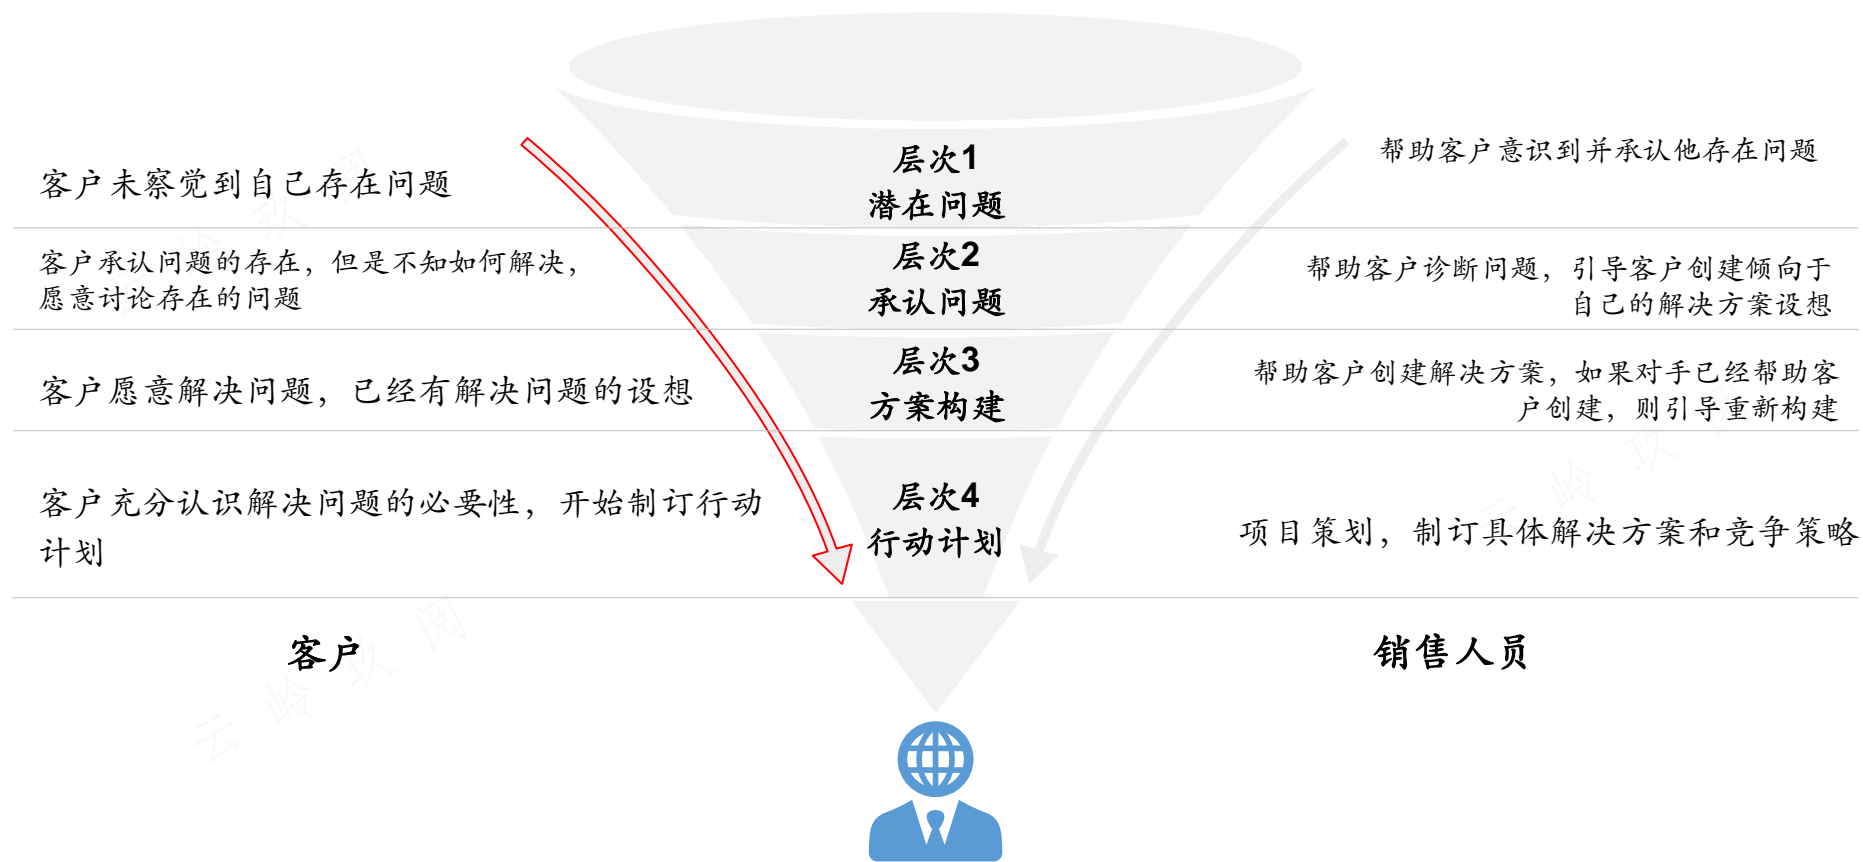 客户未察觉到自己存在问题
层次1
潜在问题
帮助客户意识到并承认他存在问题
客户承认问题的存在，但是不知如何解决，
愿意讨论存在的问题
层次2
承认问题
帮助客户诊断问题，引导客户创建倾向于
自己的解决方案设想
客户愿意解决问题，已经有解决问题的设想
层次3
方案构建
帮助客户创建解决方案，如果对手已经帮助客
户创建，则引导重新构建
客户充分认识解决问题的必要性，开始制订行动
计划
层次4
行动计划
项目策划，制订具体解决方案和竞争策略
客户
销售人员
云岭玖阅